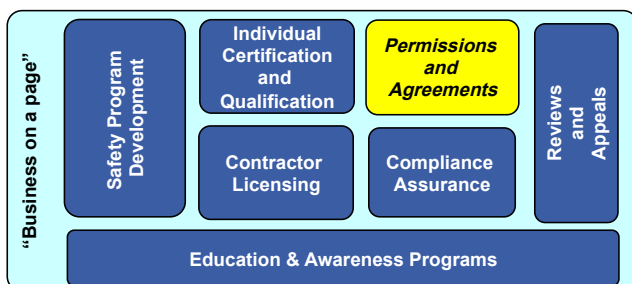 “Business on a page”
Safety Program
Development
Individual
Certification
and
Qualification
Permissions
and
Agreements
Reviews
and
Appeals
Contractor
Licensing
Compliance
Assurance
Education & Awareness Programs